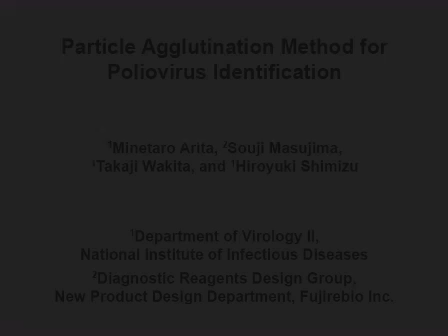 Particle Agglutination Method for
Poliovirus Identification
¹Minetaro Arita, ²Souji Masujima,
¹Takaji Wakita, and ¹Hiroyuki Shimizu
¹Department of Virology II,
National Institute of Infectious Diseases
²Diagnostic Reagents Design Group,
New Product Design Department, Fujirebio Inc.